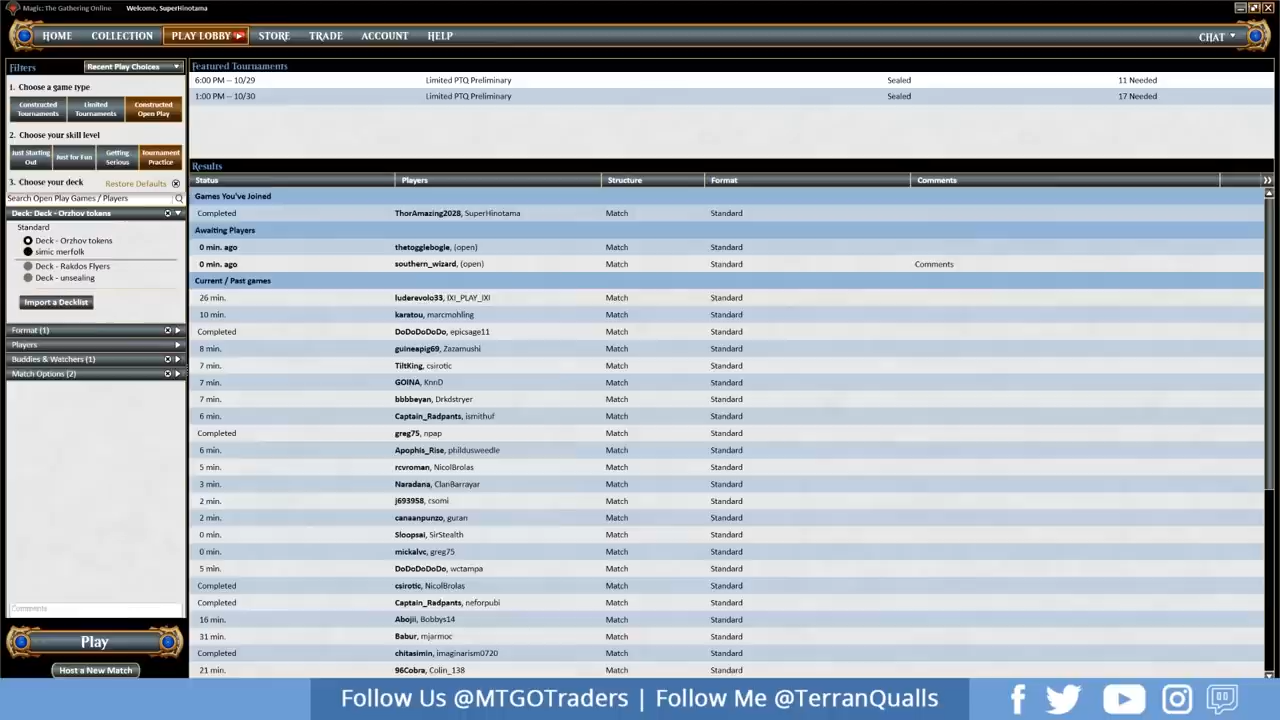 Magic: The Gathering Online Welcome, SuperHinotama
HOME COLLECTION PLAY LOBBY STORE TRADE ACCOUNT HELP CHAT
Filters Recent Play Choices
1. Choose a game type
Constructed Tournaments Limited Tournaments Constructed Open Play
2. Choose your skill level
Just Starting Out Just for Fun Getting Serious Tournament Practice
3. Choose your deck Restore Defaults
Search Open Play Games / Players
Deck: Deck - Orzhov tokens
Standard
Deck - Orzhov tokens
simic merfolk
Deck - Rakdos Flyers
Deck - unsealing
Import a Decklist
Format (1)
Players
Buddies & Watchers (1)
Match Options (2)
Comments
Play
Host a New Match
Featured Tournaments
6:00 PM -- 10/29 Limited PTQ Preliminary Sealed 11 Needed
1:00 PM -- 10/30 Limited PTQ Preliminary Sealed 17 Needed
Results
Status Players Structure Format Comments
Games You've Joined
Completed ThorAmazing2028, SuperHinotama Match Standard
Awaiting Players
0 min. ago thetogglebogle, (open) Match Standard
0 min. ago southern_wizard, (open) Match Standard Comments
Current / Past games
26 min. luderevolo33, IXI_PLAY_IXI Match Standard
10 min. karatou, marcmohling Match Standard
Completed DoDoDoDoDo, epicsage11 Match Standard
8 min. guineapig69, Zazamushi Match Standard
7 min. TiltKing, csirotic Match Standard
7 min. GOINA, KnnD Match Standard
7 min. bbbbeyan, Drkdstryer Match Standard
6 min. Captain_Radpants, ismithuf Match Standard
Completed greg75, npap Match Standard
6 min. Apophis_Rise, phildusweedle Match Standard
5 min. rcvroman, NicolBrolas Match Standard
3 min. Naradana, ClanBarrayar Match Standard
2 min. j693958, csomi Match Standard
2 min. canaanpunzo, guran Match Standard
0 min. Sloopsai, SirStealth Match Standard
0 min. mickalvc, greg75 Match Standard
5 min. DoDoDoDoDo, wctampa Match Standard
Completed csirotic, NicolBrolas Match Standard
Completed Captain_Radpants, neforpubi Match Standard
16 min. Abojii, Bobbys14 Match Standard
31 min. Babur, mjarmoc Match Standard
Completed chitasimin, imaginarism0720 Match Standard
21 min. 96Cobra, Colin_138 Match Standard
Follow Us @MTGOTraders | Follow Me @TerranQualls